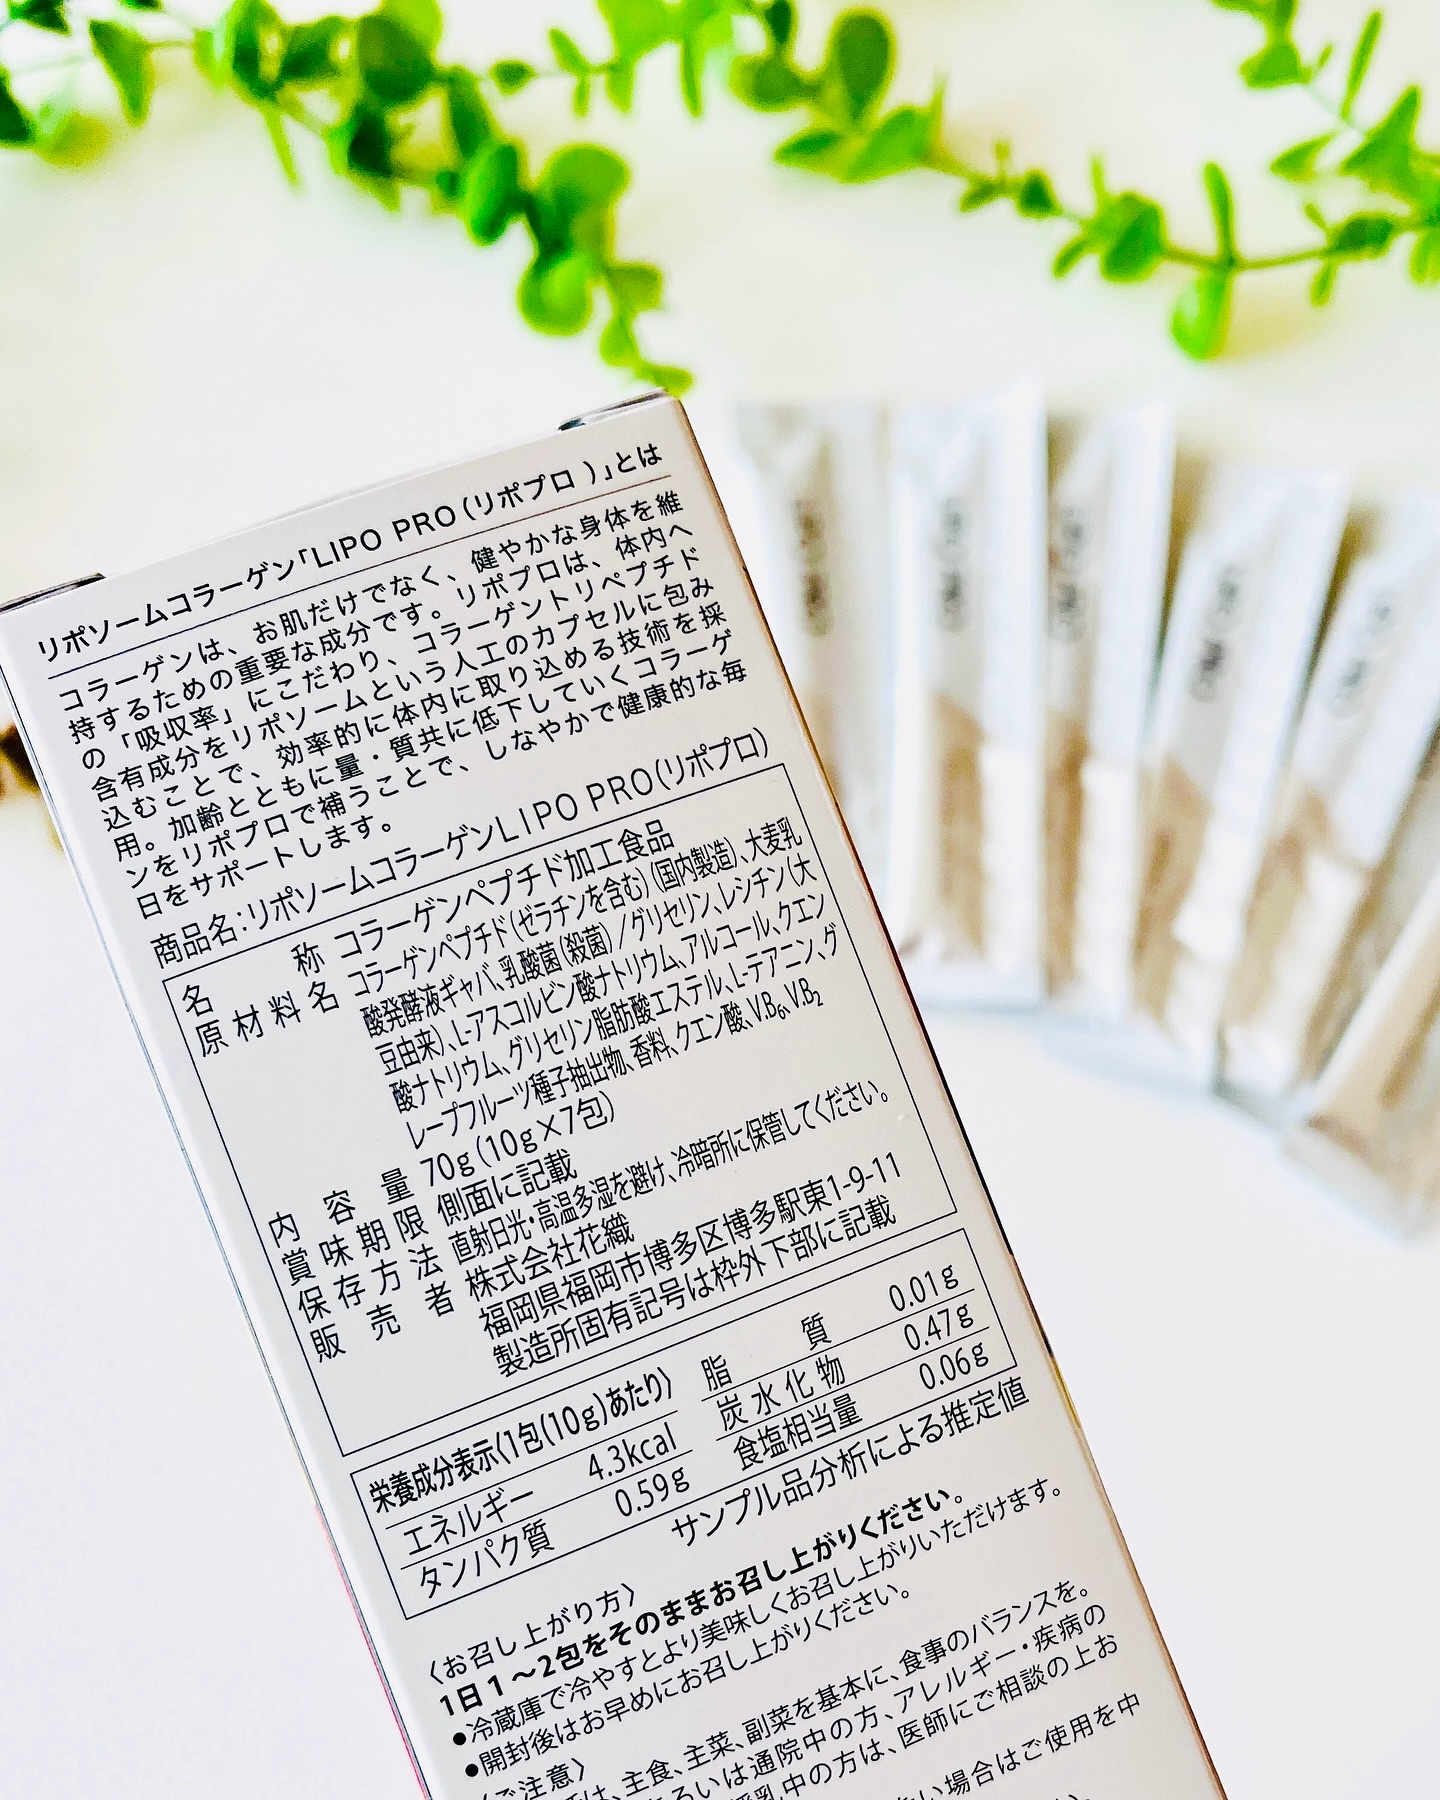 リポソームコラーゲン「LIPO PRO(リポプロ )」とは
コラーゲンは、お肌だけでなく、健やかな身体を維
持するための重要な成分です。リポプロは、体内へ
の「吸収率」にこだわり、コラーゲントリペプチド
含有成分をリポソームという人工のカプセルに包み
込むことで、効率的に体内に取り込める技術を採
用。加齢とともに量・質共に低下していくコラーゲ
ンをリポプロで補うことで、しなやかで健康的な毎
日をサポートします。
商品名:リポソームコラーゲンLIPO PRO(リポプロ)
名称 コラーゲンペプチド加工食品
原材料名 コラーゲンペプチド(ゼラチンを含む)(国内製造)、大麦乳
酸発酵液ギャバ、乳酸菌(殺菌)/グリセリン、レシチン(大
豆由来)、L-アスコルビン酸ナトリウム、アルコール、クエン
酸ナトリウム、グリセリン脂肪酸エステル、L-テアニン、グ
レープフルーツ種子抽出物、香料、クエン酸、V.B₆、V.B₂
内容量 70g(10g×7包)
賞味期限 側面に記載
保存方法 直射日光・高温多湿を避け、冷暗所に保管してください。
販売者 株式会社花織
福岡県福岡市博多区博多駅東1-9-11
製造所固有記号は枠外下部に記載
栄養成分表示〈1包(10g)あたり〉
エネルギー 4.3kcal
タンパク質 0.59g
脂質 0.01g
炭水化物 0.47g
食塩相当量 0.06g
サンプル品分析による推定値
〈お召し上がり方〉
1日1〜2包をそのままお召し上がりください。
●冷蔵庫で冷やすとより美味しくお召し上がりいただけます。
●開封後はお早めにお召し上がりください。
ご注意〉
は、主食、主菜、副菜を基本に、食事のバランスを。
るいは通院中の方、アレルギー・疾病の
乳中の方は、医師にご相談の上お
場合はご使用を中